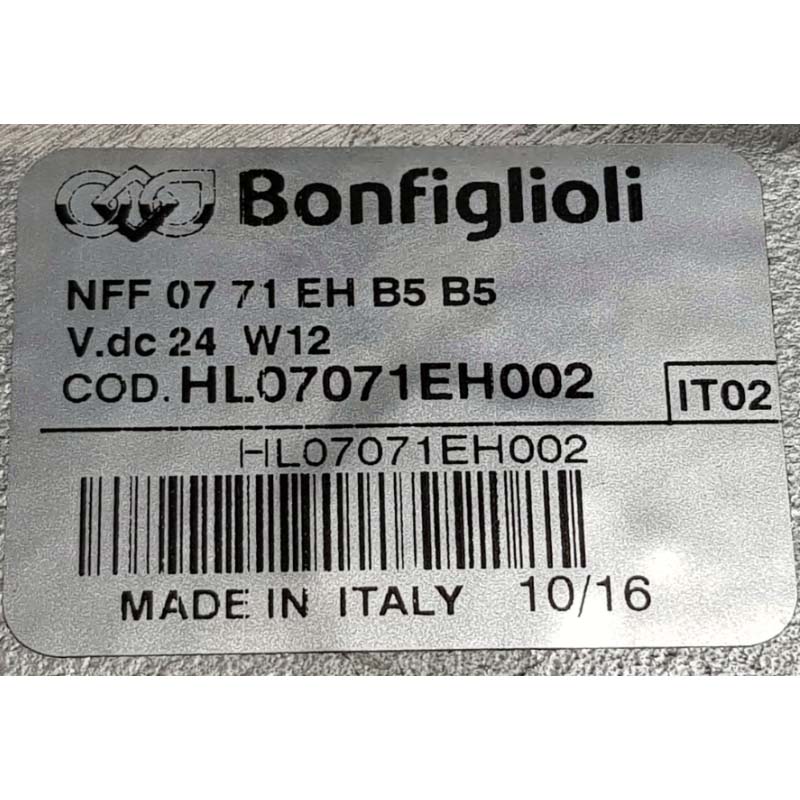 Bonfiglioli
NFF 07 71 EH B5 B5
V.dc 24 W12
COD. HL07071EH002
IT02
HL07071EH002
MADE IN ITALY 10/16